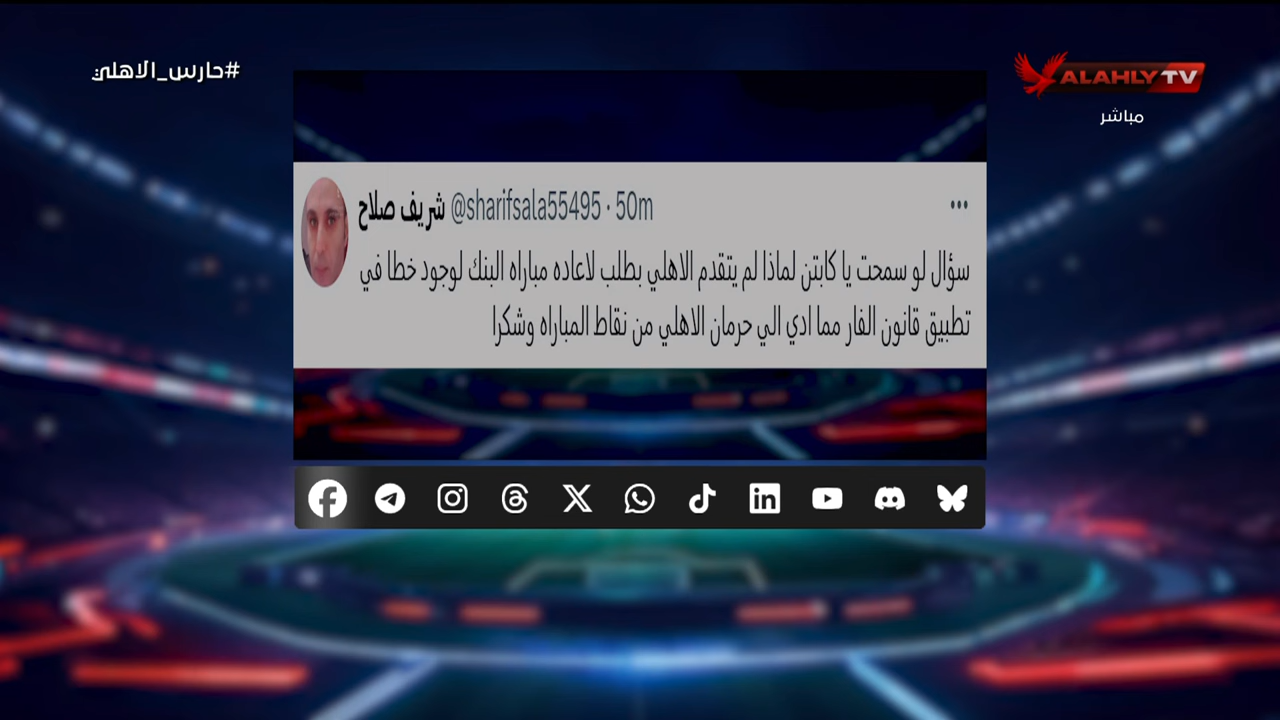 #حارس_الاهلي
ALAHLY TV
مباشر
شريف صلاح @sharifsala55495 · 50m
سؤال لو سمحت يا كابتن لماذا لم يتقدم الاهلي بطلب لاعاده مباراه البنك لوجود خطا في
تطبيق قانون الفار مما ادي الي حرمان الاهلي من نقاط المباراه وشكرا